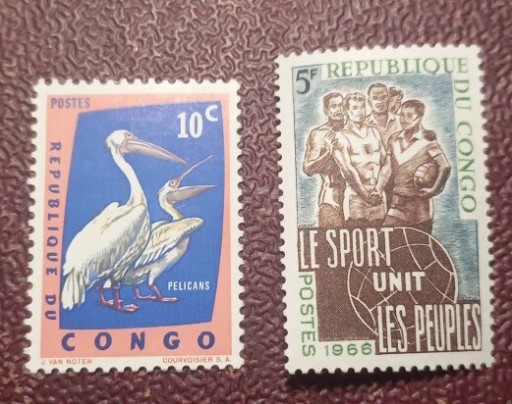 POSTES
10C
REPUBLIQUE DU
PELICANS
CONGO
J. VAN NOTEN
COURVOISIER S.A.
5F
REPUBLIQUE DU CONGO
LE SPORT
UNIT
LES PEUPLES
POSTES 1966